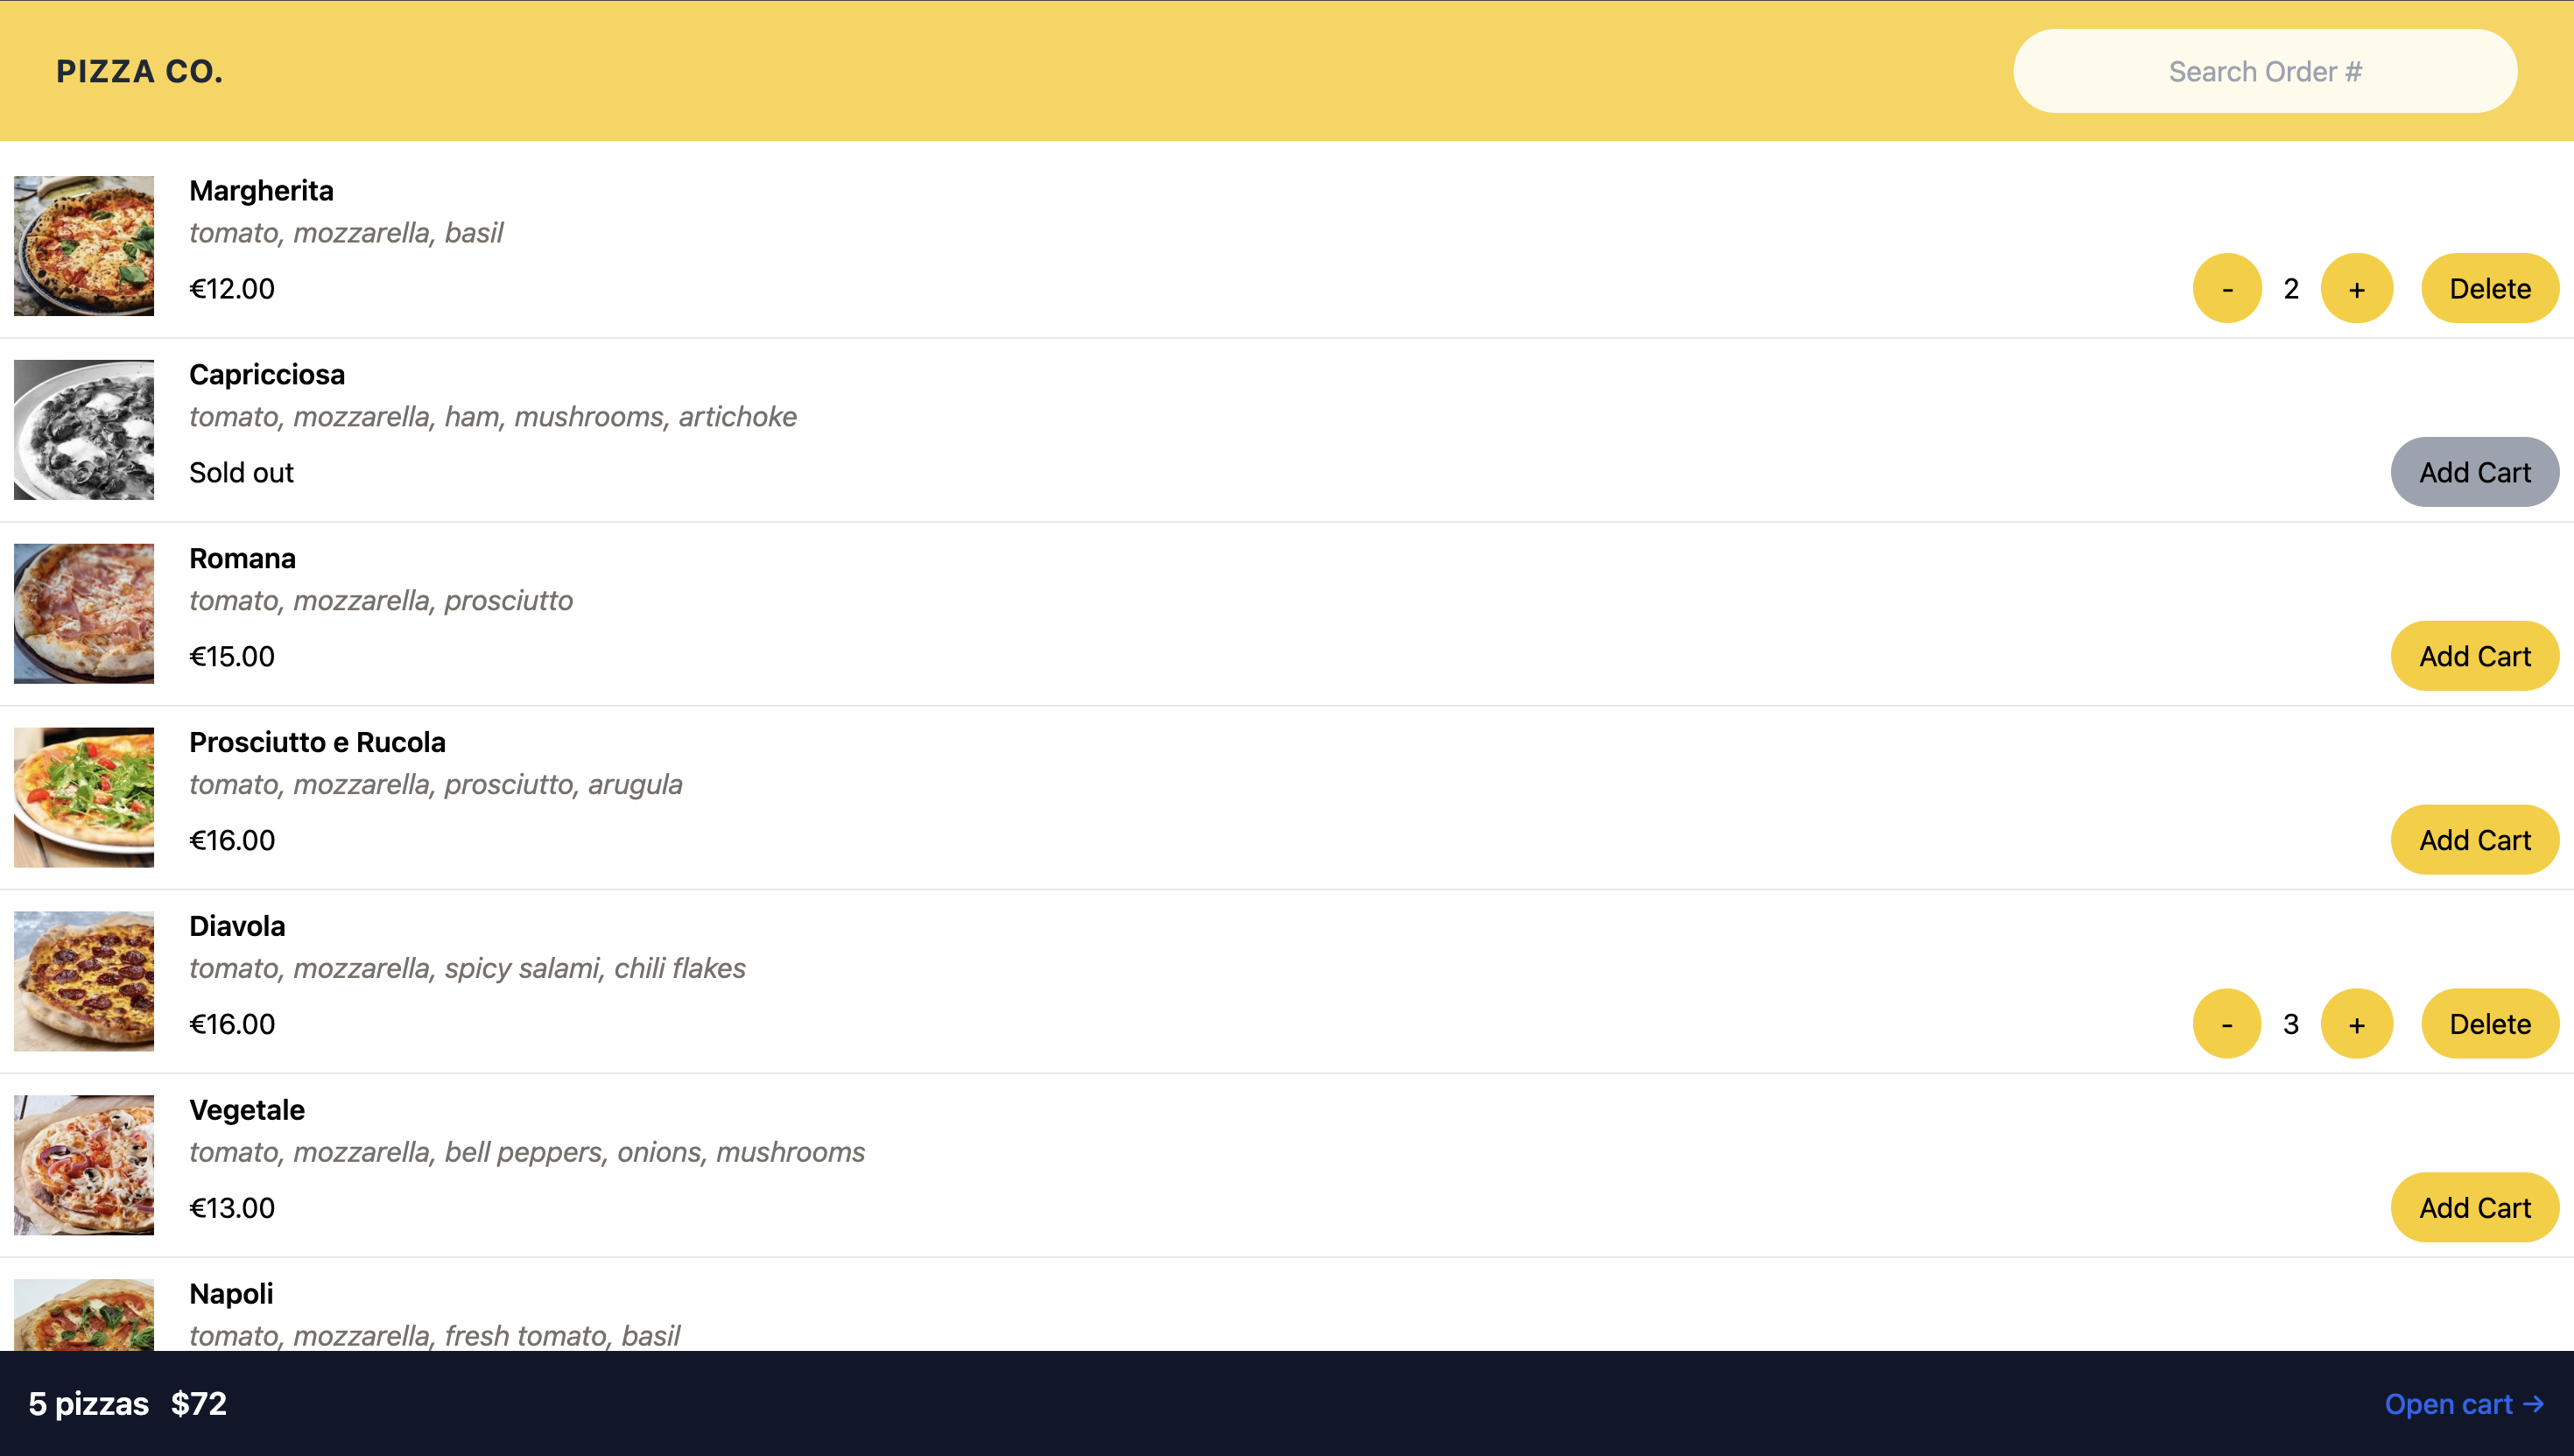 PIZZA CO.
Search Order #
Margherita
tomato, mozzarella, basil
€12.00
- 2 + Delete
Capricciosa
tomato, mozzarella, ham, mushrooms, artichoke
Sold out
Add Cart
Romana
tomato, mozzarella, prosciutto
€15.00
Add Cart
Prosciutto e Rucola
tomato, mozzarella, prosciutto, arugula
€16.00
Add Cart
Diavola
tomato, mozzarella, spicy salami, chili flakes
€16.00
- 3 + Delete
Vegetale
tomato, mozzarella, bell peppers, onions, mushrooms
€13.00
Add Cart
Napoli
tomato, mozzarella, fresh tomato, basil
5 pizzas $72
Open cart →